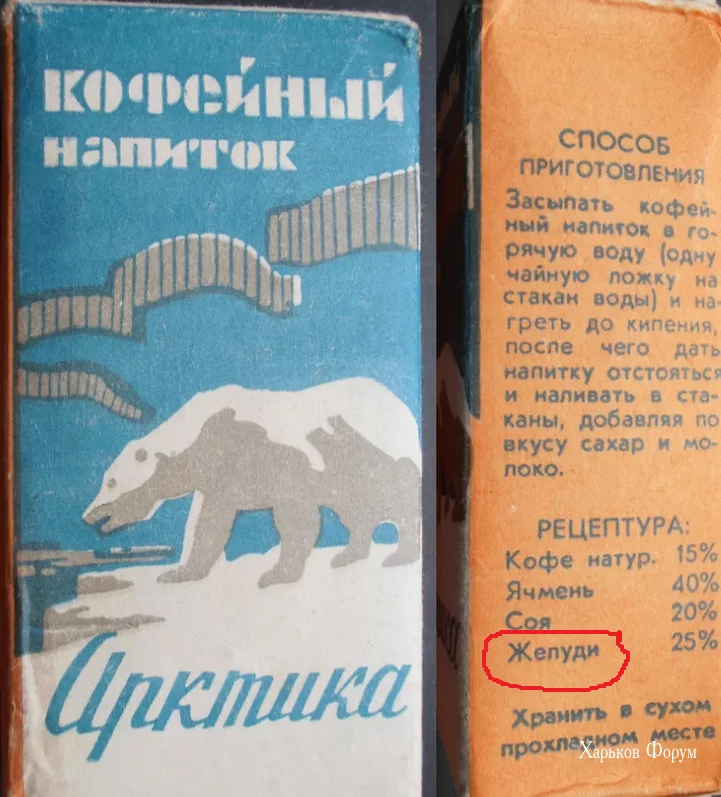 Кофейный
напиток
Арктика
СПОСОБ
ПРИГОТОВЛЕНИЯ
Засыпать кофей-
ный напиток в го-
рячую воду (одну
чайную ложку на
стакан воды) и на-
греть до кипения,
после чего дать
напитку отстояться
и наливать в ста-
каны, добавляя по
вкусу сахар и мо-
локо.
РЕЦЕПТУРА:
Кофе натур. 15%
Ячмень 40%
Соя 20%
Желуди 25%
Хранить в сухом
прохладном месте
Харьков Форум